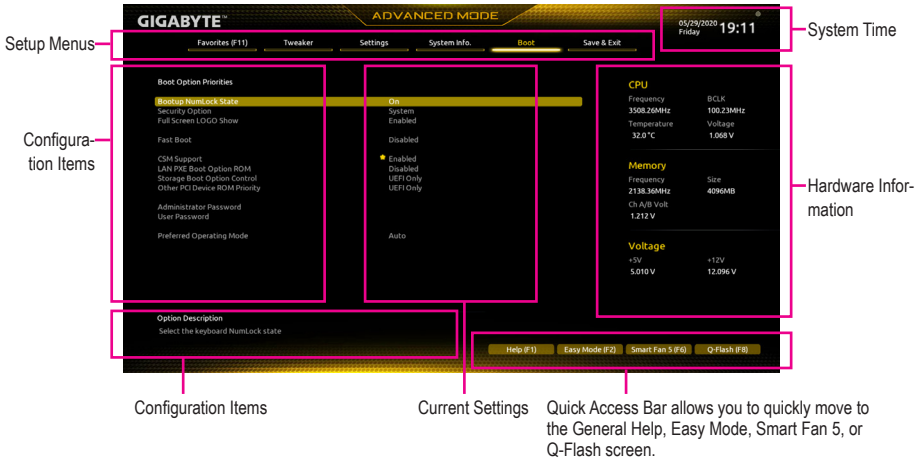 GIGABYTE™
ADVANCED MODE
05/29/2020
Friday
19:11
System Time
Setup Menus
Favorites (F11)
Tweaker
Settings
System Info.
Boot
Save & Exit
Configura-
tion Items
Boot Option Priorities
Bootup NumLock State On
Security Option System
Full Screen LOGO Show Enabled
Fast Boot Disabled
CSM Support Enabled
LAN PXE Boot Option ROM Disabled
Storage Boot Option Control UEFI Only
Other PCI Device ROM Priority UEFI Only
Administrator Password
User Password
Preferred Operating Mode Auto
CPU
Frequency BCLK
3508.26MHz 100.23MHz
Temperature Voltage
32.0 °C 1.068 V
Memory
Frequency Size
2138.36MHz 4096MB
Ch A/B Volt
1.212 V
Voltage
+5V +12V
5.010 V 12.096 V
Hardware Infor-
mation
Option Description
Select the keyboard NumLock state
Help (F1)
Easy Mode (F2)
Smart Fan 5 (F6)
Q-Flash (F8)
Configuration Items
Current Settings
Quick Access Bar allows you to quickly move to
the General Help, Easy Mode, Smart Fan 5, or
Q-Flash screen.